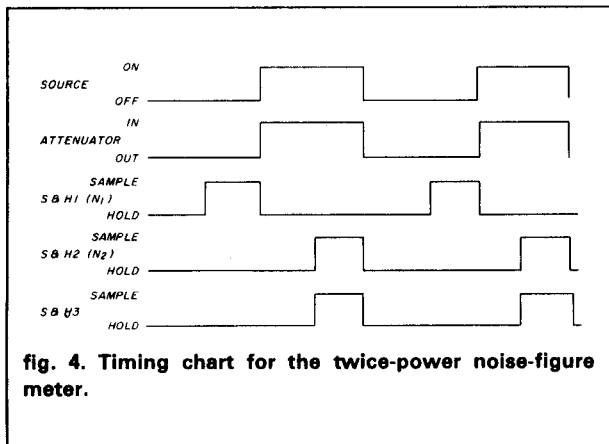 ON
SOURCE
OFF
IN
ATTENUATOR
OUT
SAMPLE
S & H1 (N1)
HOLD
SAMPLE
S & H2 (N2)
HOLD
SAMPLE
S & H3
HOLD
fig. 4. Timing chart for the twice-power noise-figure
meter.